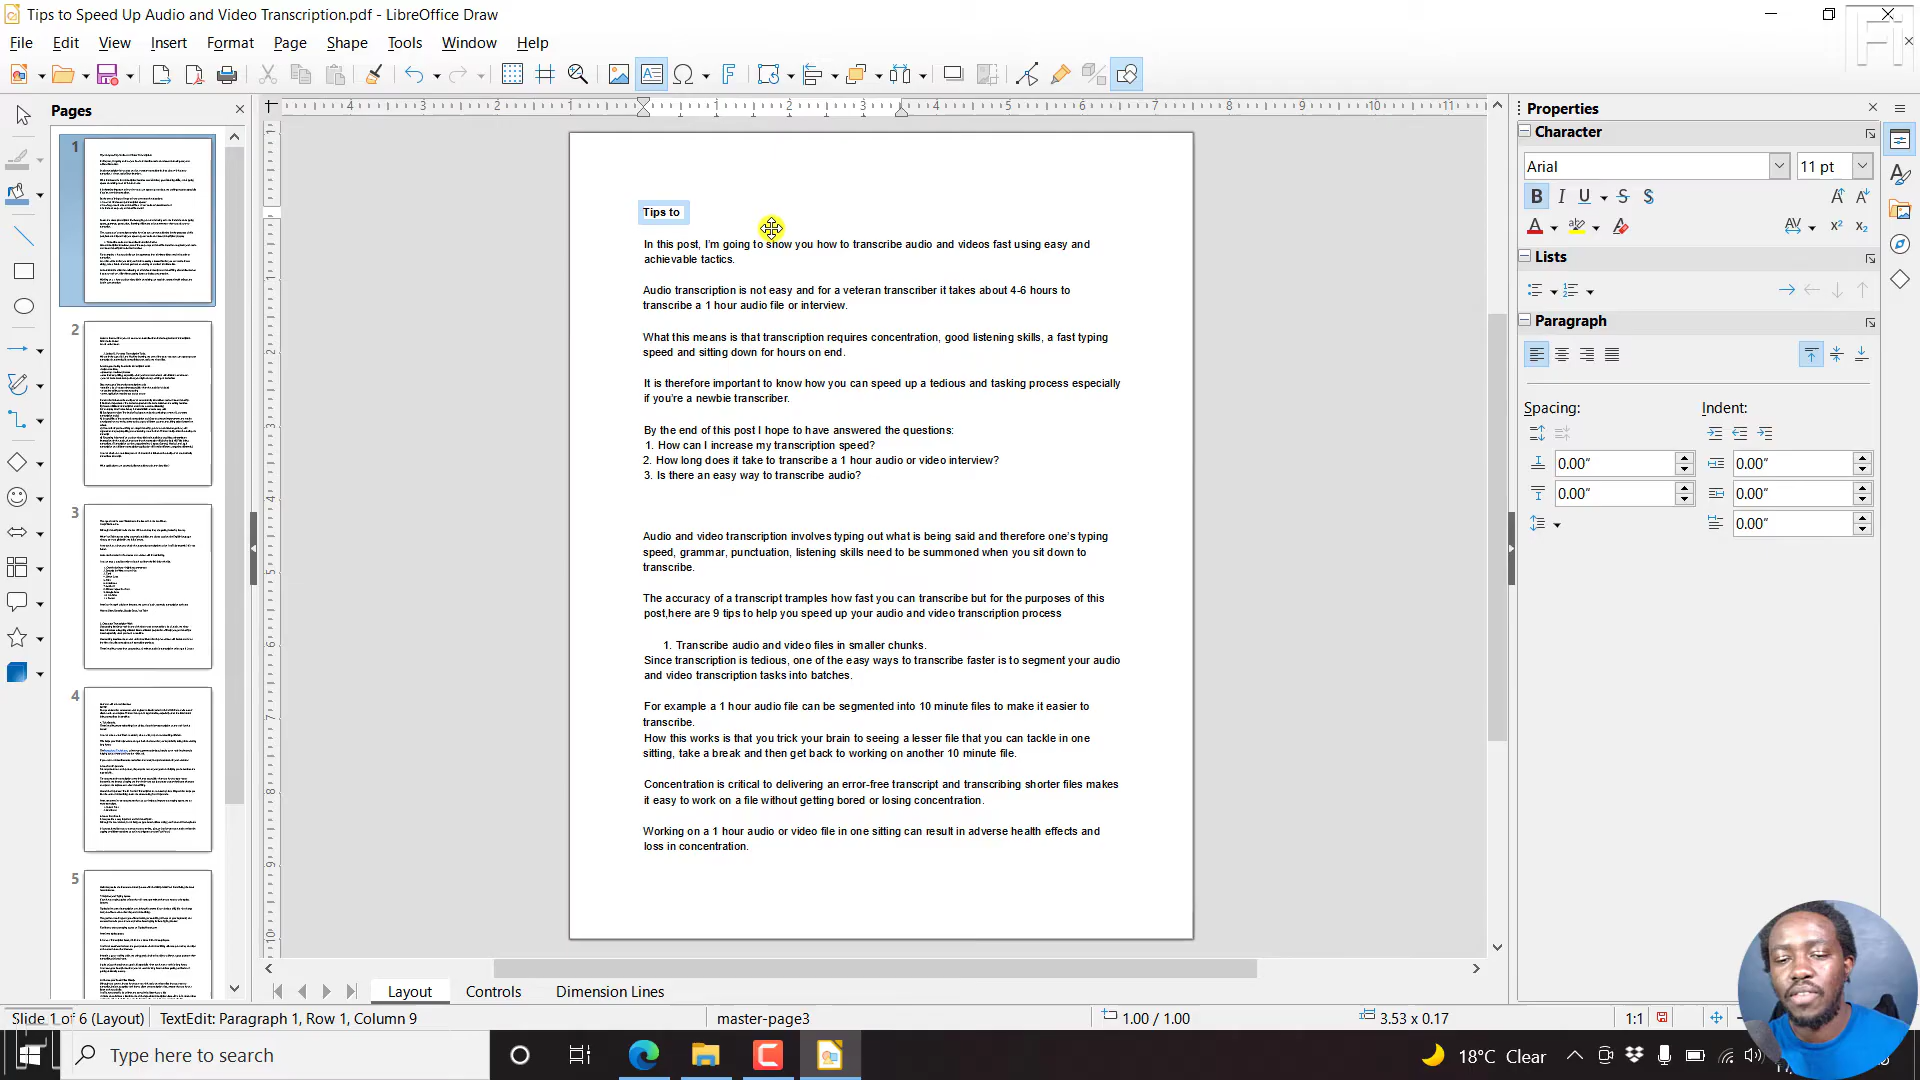 Tips to Speed Up Audio and Video Transcription.pdf - LibreOffice Draw
File Edit View Insert Format Page Shape Tools Window Help
Pages
1
2
3
4
5
Tips to
In this post, I'm going to show you how to transcribe audio and videos fast using easy and
achievable tactics.
Audio transcription is not easy and for a veteran transcriber it takes about 4-6 hours to
transcribe a 1 hour audio file or interview.
What this means is that transcription requires concentration, good listening skills, a fast typing
speed and sitting down for hours on end.
It is therefore important to know how you can speed up a tedious and tasking process especially
if you're a newbie transcriber.
By the end of this post I hope to have answered the questions:
1. How can I increase my transcription speed?
2. How long does it take to transcribe a 1 hour audio or video interview?
3. Is there an easy way to transcribe audio?
Audio and video transcription involves typing out what is being said and therefore one's typing
speed, grammar, punctuation, listening skills need to be summoned when you sit down to
transcribe.
The accuracy of a transcript tramples how fast you can transcribe but for the purposes of this
post,here are 9 tips to help you speed up your audio and video transcription process
1. Transcribe audio and video files in smaller chunks.
Since transcription is tedious, one of the easy ways to transcribe faster is to segment your audio
and video transcription tasks into batches.
For example a 1 hour audio file can be segmented into 10 minute files to make it easier to
transcribe.
How this works is that you trick your brain to seeing a lesser file that you can tackle in one
sitting, take a break and then get back to working on another 10 minute file.
Concentration is critical to delivering an error-free transcript and transcribing shorter files makes
it easy to work on a file without getting bored or losing concentration.
Working on a 1 hour audio or video file in one sitting can result in adverse health effects and
loss in concentration.
Properties
Character
Arial 11 pt
Lists
Paragraph
Spacing: Indent:
0.00" 0.00"
0.00" 0.00"
0.00"
Layout Controls Dimension Lines
Slide 1 of 6 (Layout) TextEdit: Paragraph 1, Row 1, Column 9 master-page3 1.00 / 1.00 3.53 x 0.17 1:1
Type here to search
18°C Clear